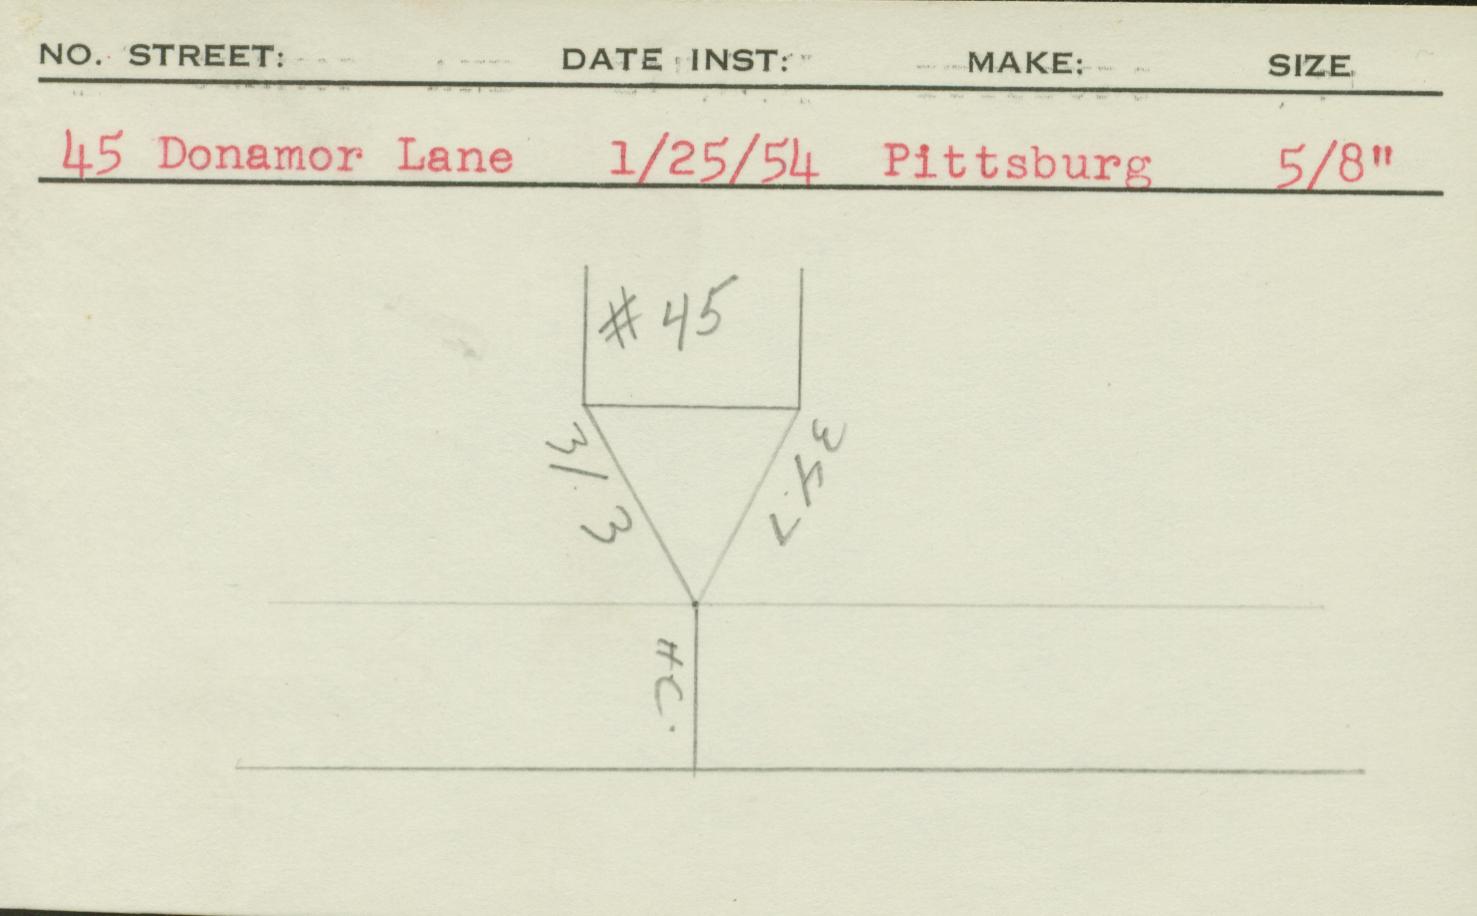 NO. STREET: DATE INST: MAKE: SIZE
45 Donamor Lane 1/25/54 Pittsburg 5/8"
# 45
31.3
34.7
HC.